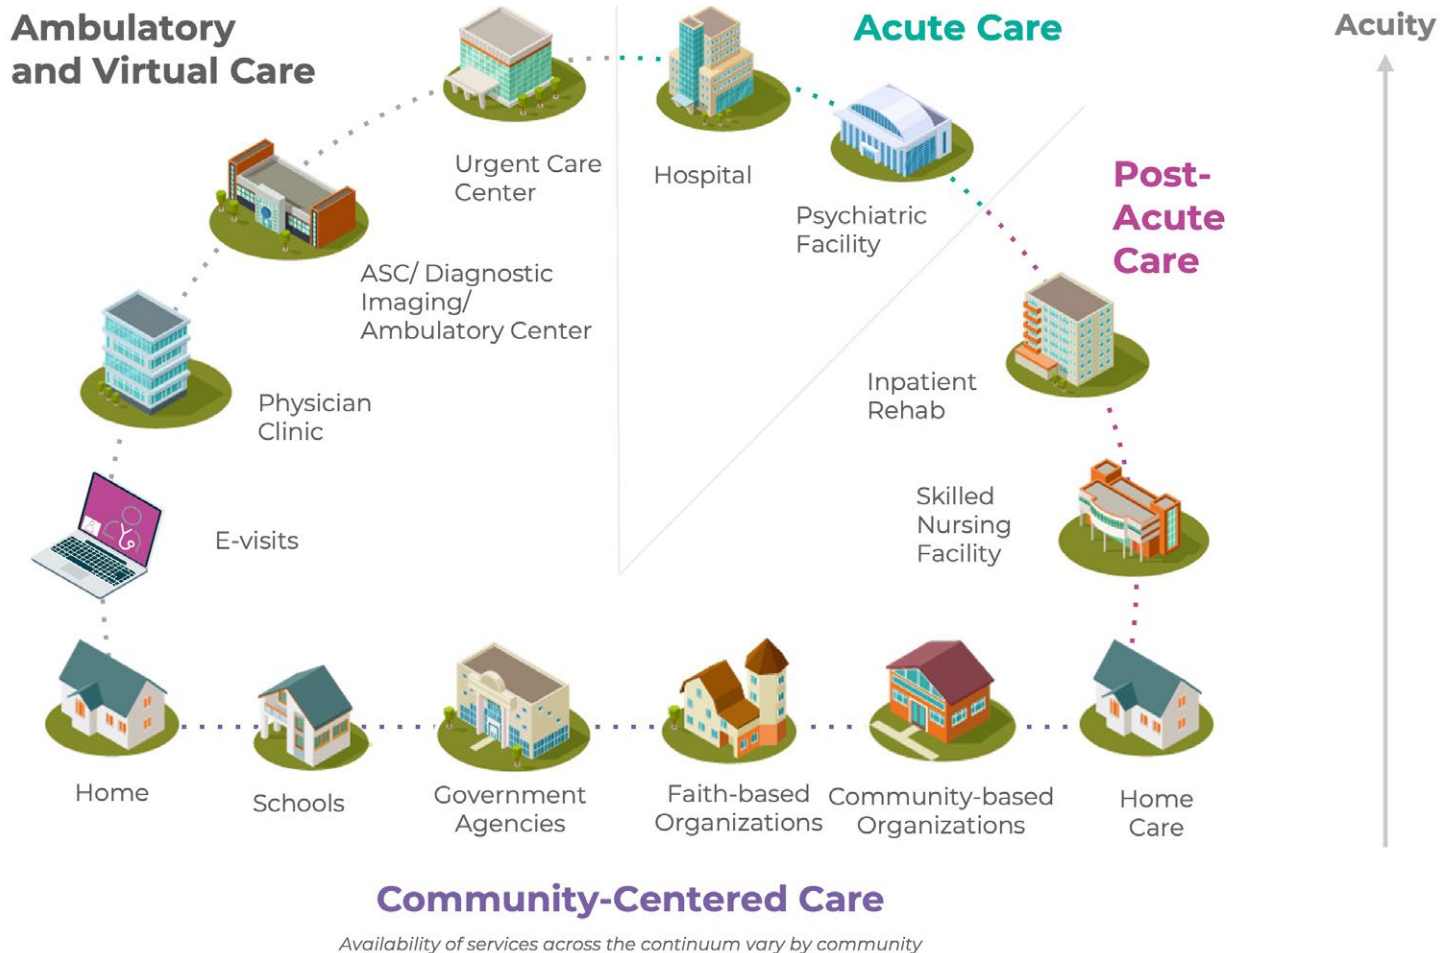 Ambulatory
and Virtual Care
Acute Care
Acuity
Urgent Care
Center
Hospital
Psychiatric
Facility
Post-
Acute
Care
ASC/ Diagnostic
Imaging/
Ambulatory Center
Inpatient
Rehab
Physician
Clinic
Skilled
Nursing
Facility
E-visits
Home
Schools
Government
Agencies
Faith-based
Organizations
Community-based
Organizations
Home
Care
Community-Centered Care
Availability of services across the continuum vary by community